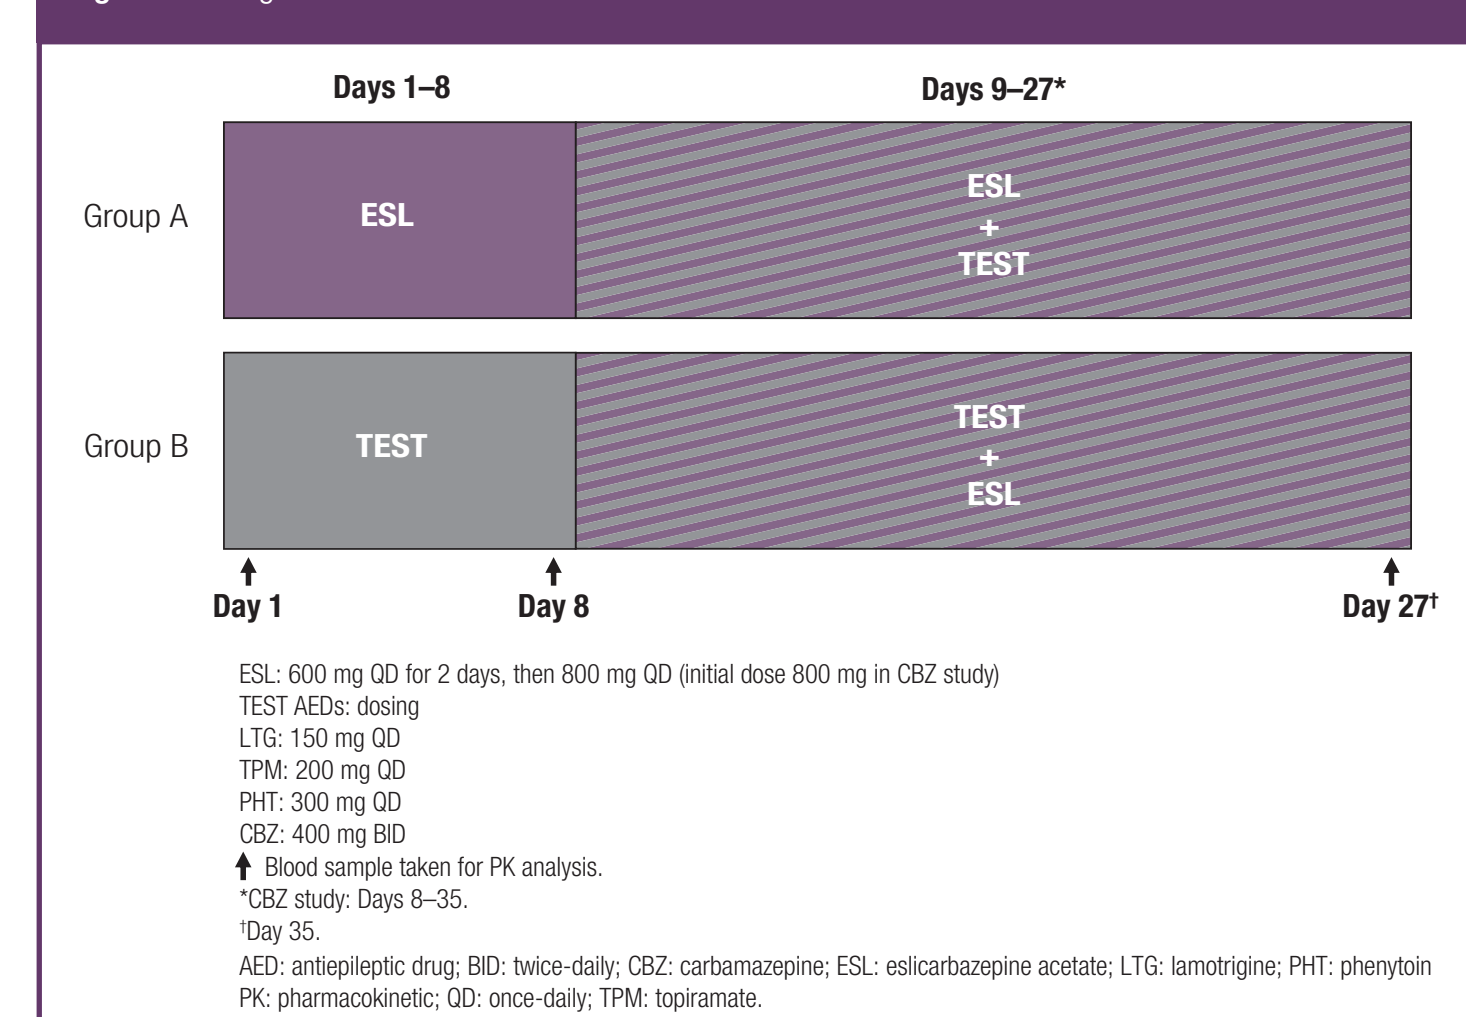 Days 1–8
Days 9–27*
Group A
ESL
ESL
+
TEST
Group B
TEST
TEST
+
ESL
Day 1
Day 8
Day 27†
ESL: 600 mg QD for 2 days, then 800 mg QD (initial dose 800 mg in CBZ study)
TEST AEDs: dosing
LTG: 150 mg QD
TPM: 200 mg QD
PHT: 300 mg QD
CBZ: 400 mg BID
Blood sample taken for PK analysis.
*CBZ study: Days 8–35.
†Day 35.
AED: antiepileptic drug; BID: twice-daily; CBZ: carbamazepine; ESL: eslicarbazepine acetate; LTG: lamotrigine; PHT: phenytoin
PK: pharmacokinetic; QD: once-daily; TPM: topiramate.